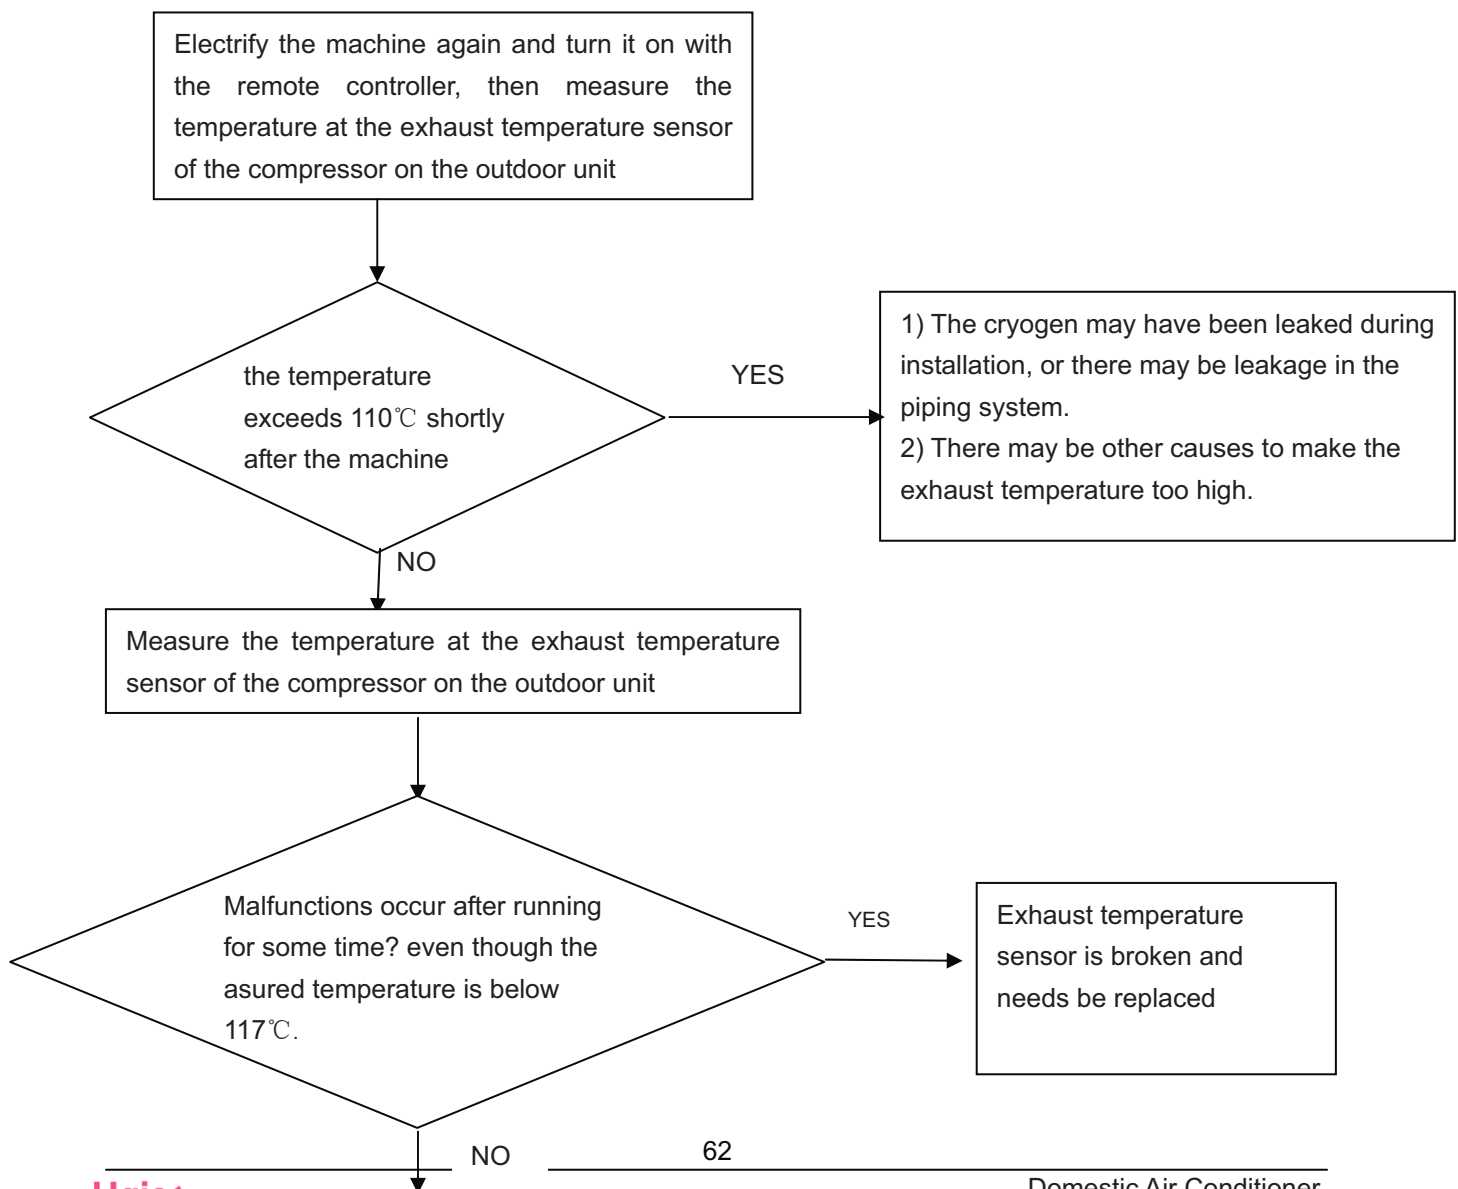 Electrify the machine again and turn it on with
the remote controller, then measure the
temperature at the exhaust temperature sensor
of the compressor on the outdoor unit
the temperature
exceeds 110℃ shortly
after the machine
YES
1) The cryogen may have been leaked during
installation, or there may be leakage in the
piping system.
2) There may be other causes to make the
exhaust temperature too high.
NO
Measure the temperature at the exhaust temperature
sensor of the compressor on the outdoor unit
Malfunctions occur after running
for some time? even though the
asured temperature is below
117℃.
YES
Exhaust temperature
sensor is broken and
needs be replaced
NO
62
Domestic Air Conditioner